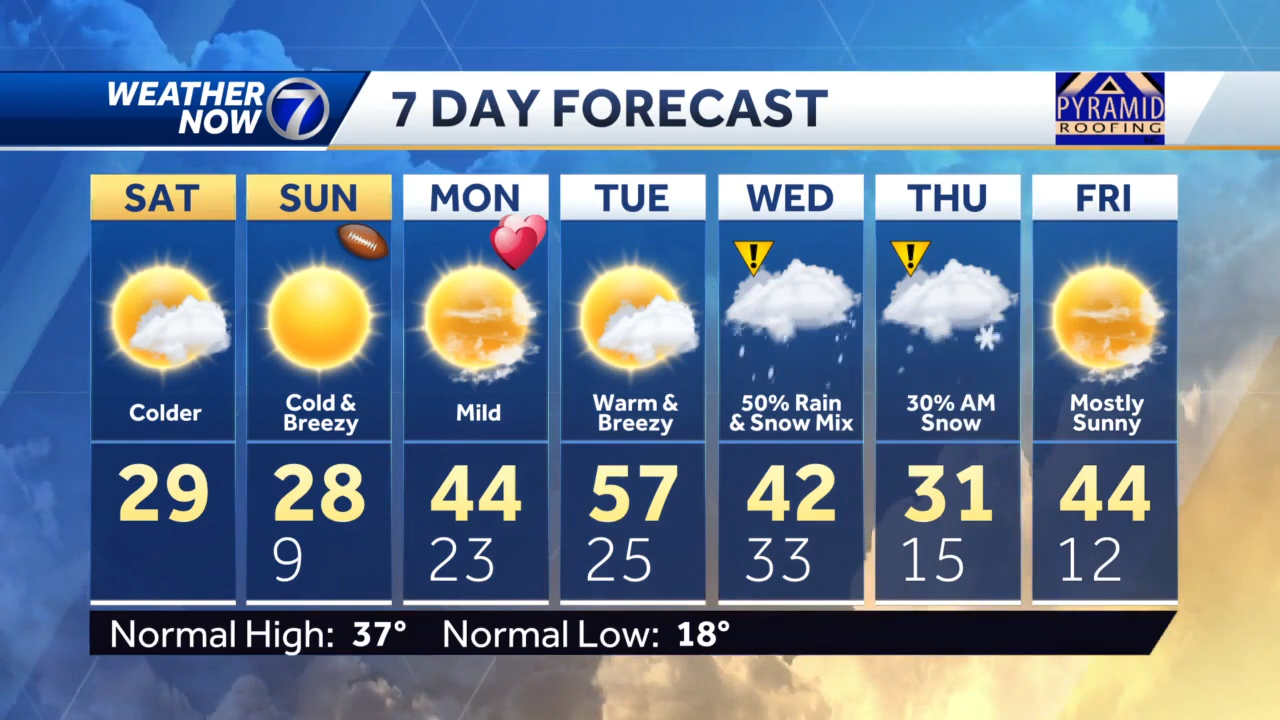 WEATHER
NOW 7
7 DAY FORECAST
PYRAMID
ROOFING
SAT SUN MON TUE WED THU FRI
! !
Colder
Cold &
Breezy
Mild
Warm &
Breezy
50% Rain
& Snow Mix
30% AM
Snow
Mostly
Sunny
29 28 44 57 42 31 44
9 23 25 33 15 12
Normal High: 37° Normal Low: 18°